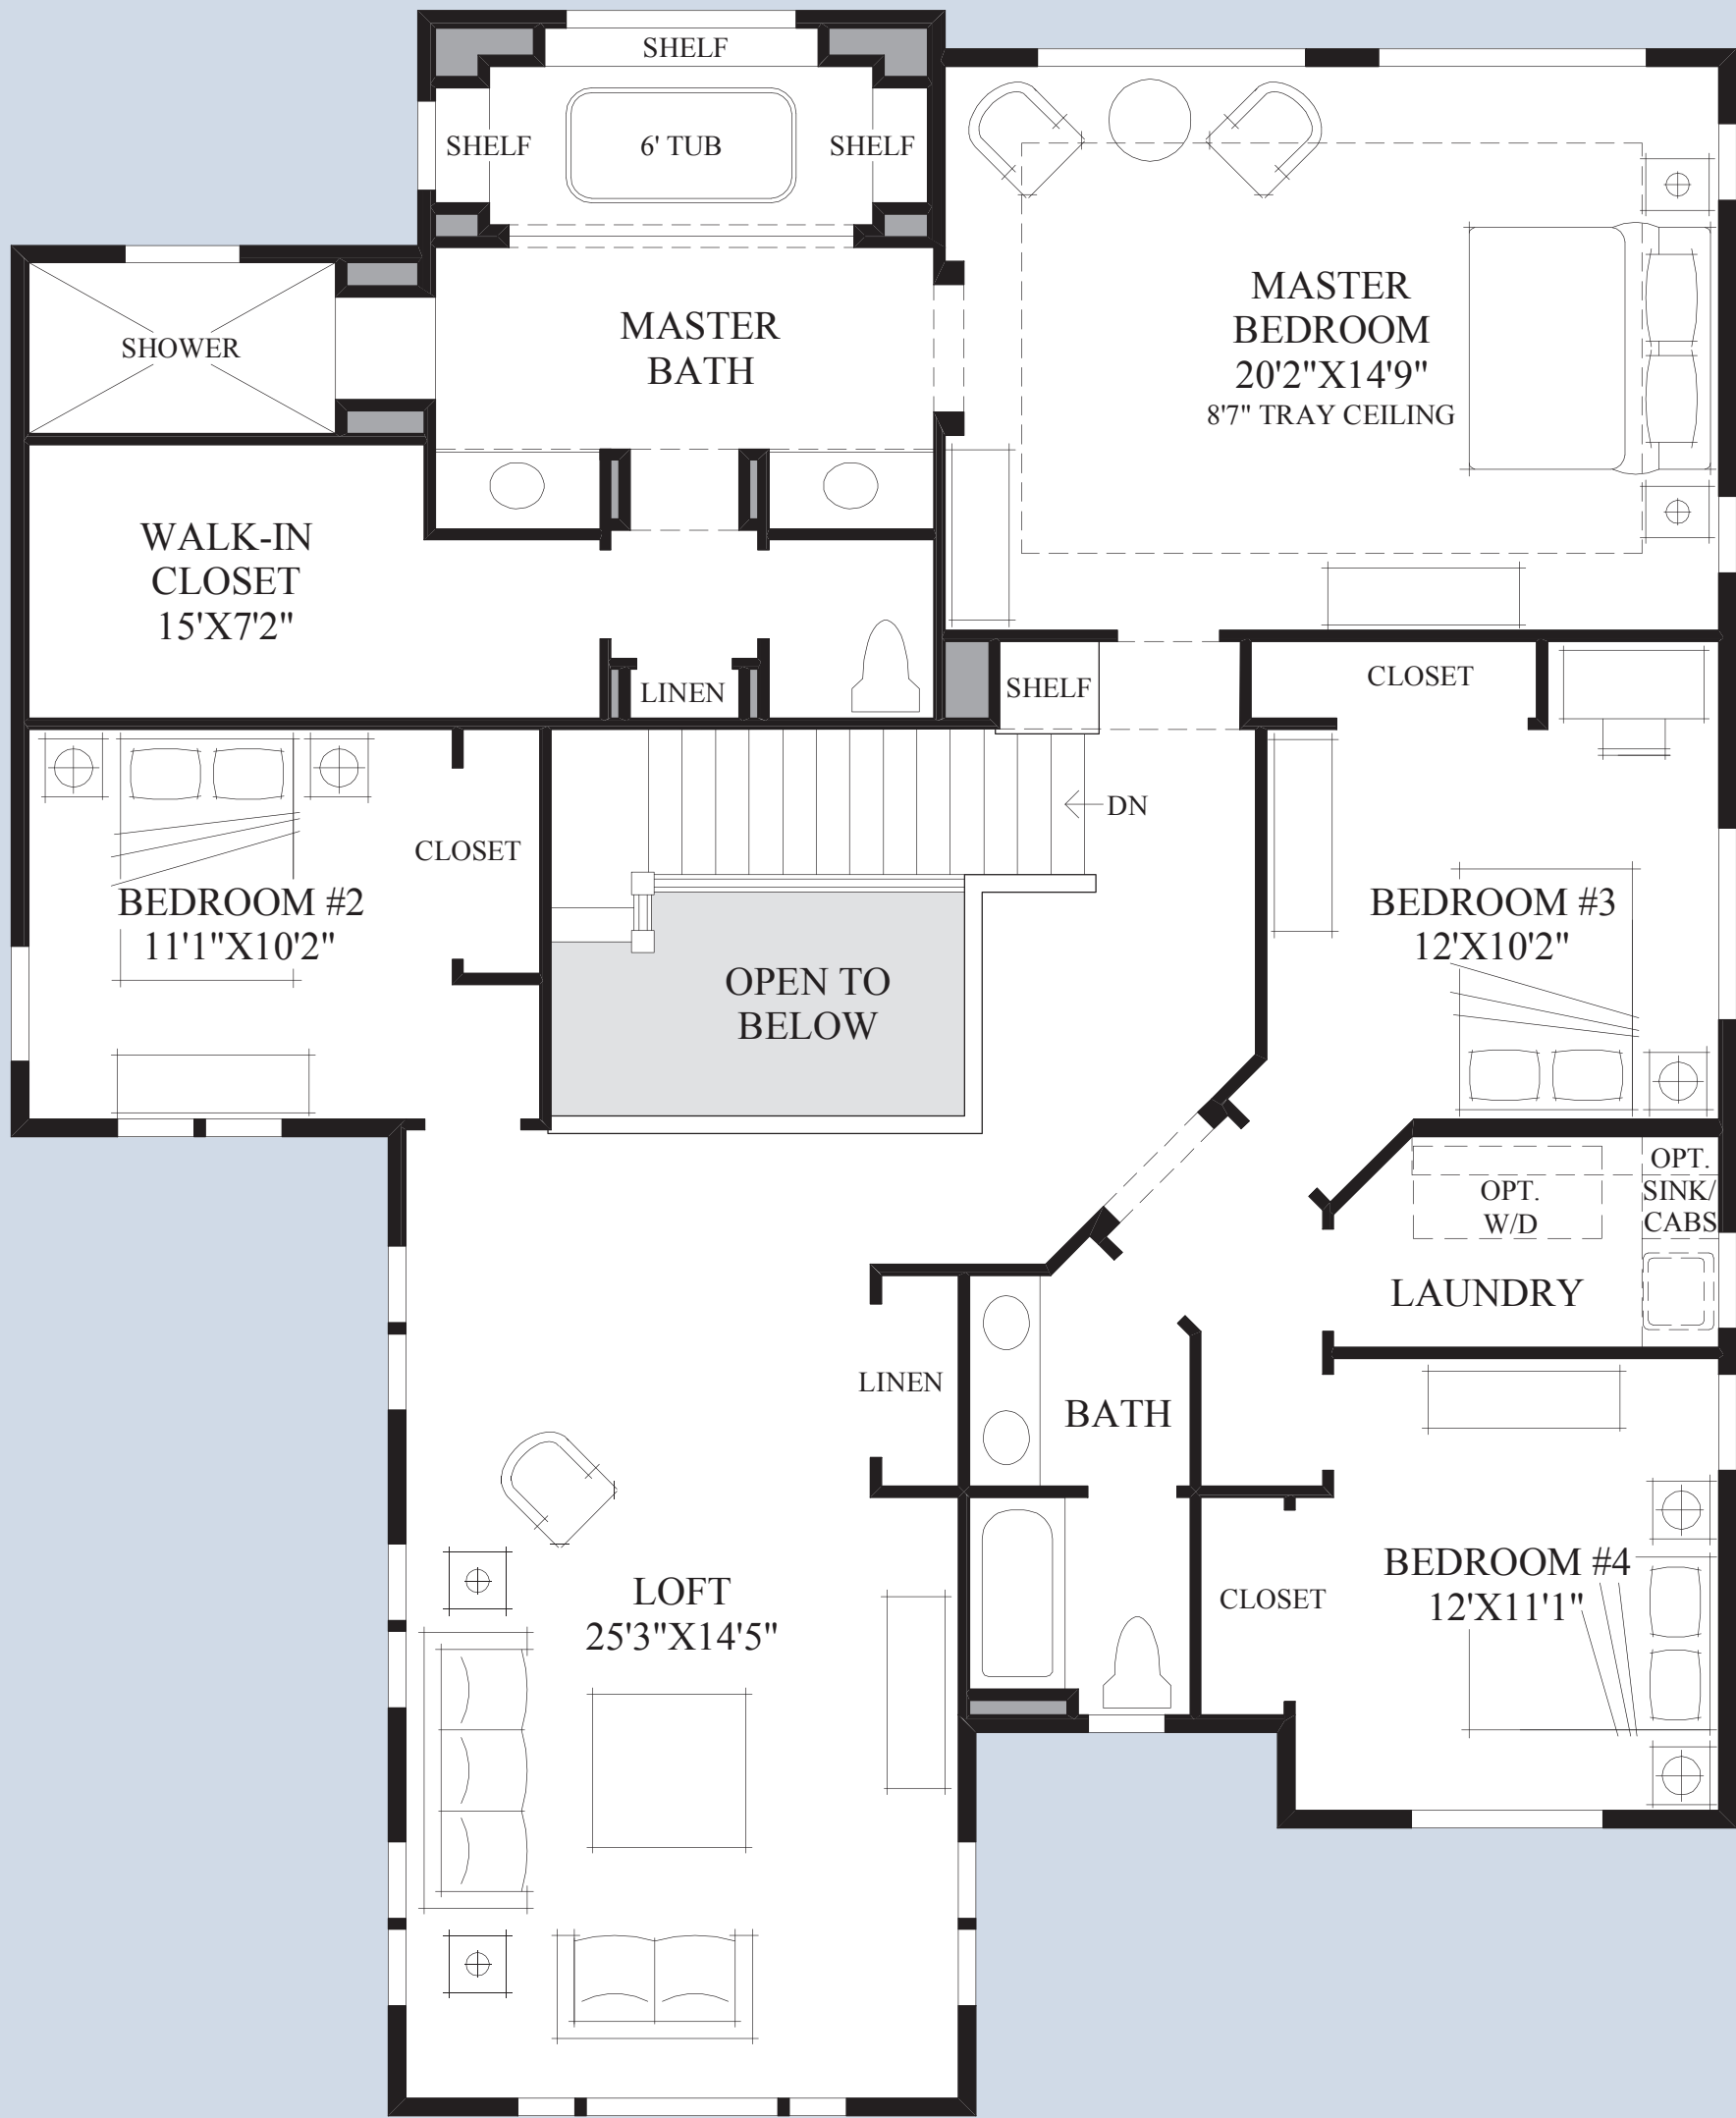 SHELF
SHELF
6' TUB
SHELF
MASTER
BEDROOM
20'2"X14'9"
8'7" TRAY CEILING
SHOWER
MASTER
BATH
WALK-IN
CLOSET
15'X7'2"
LINEN
SHELF
CLOSET
DN
CLOSET
BEDROOM #2
11'1"X10'2"
BEDROOM #3
12'X10'2"
OPEN TO
BELOW
OPT.
SINK/
CABS
OPT.
W/D
LAUNDRY
LINEN
BATH
BEDROOM #4
12'X11'1"
CLOSET
LOFT
25'3"X14'5"